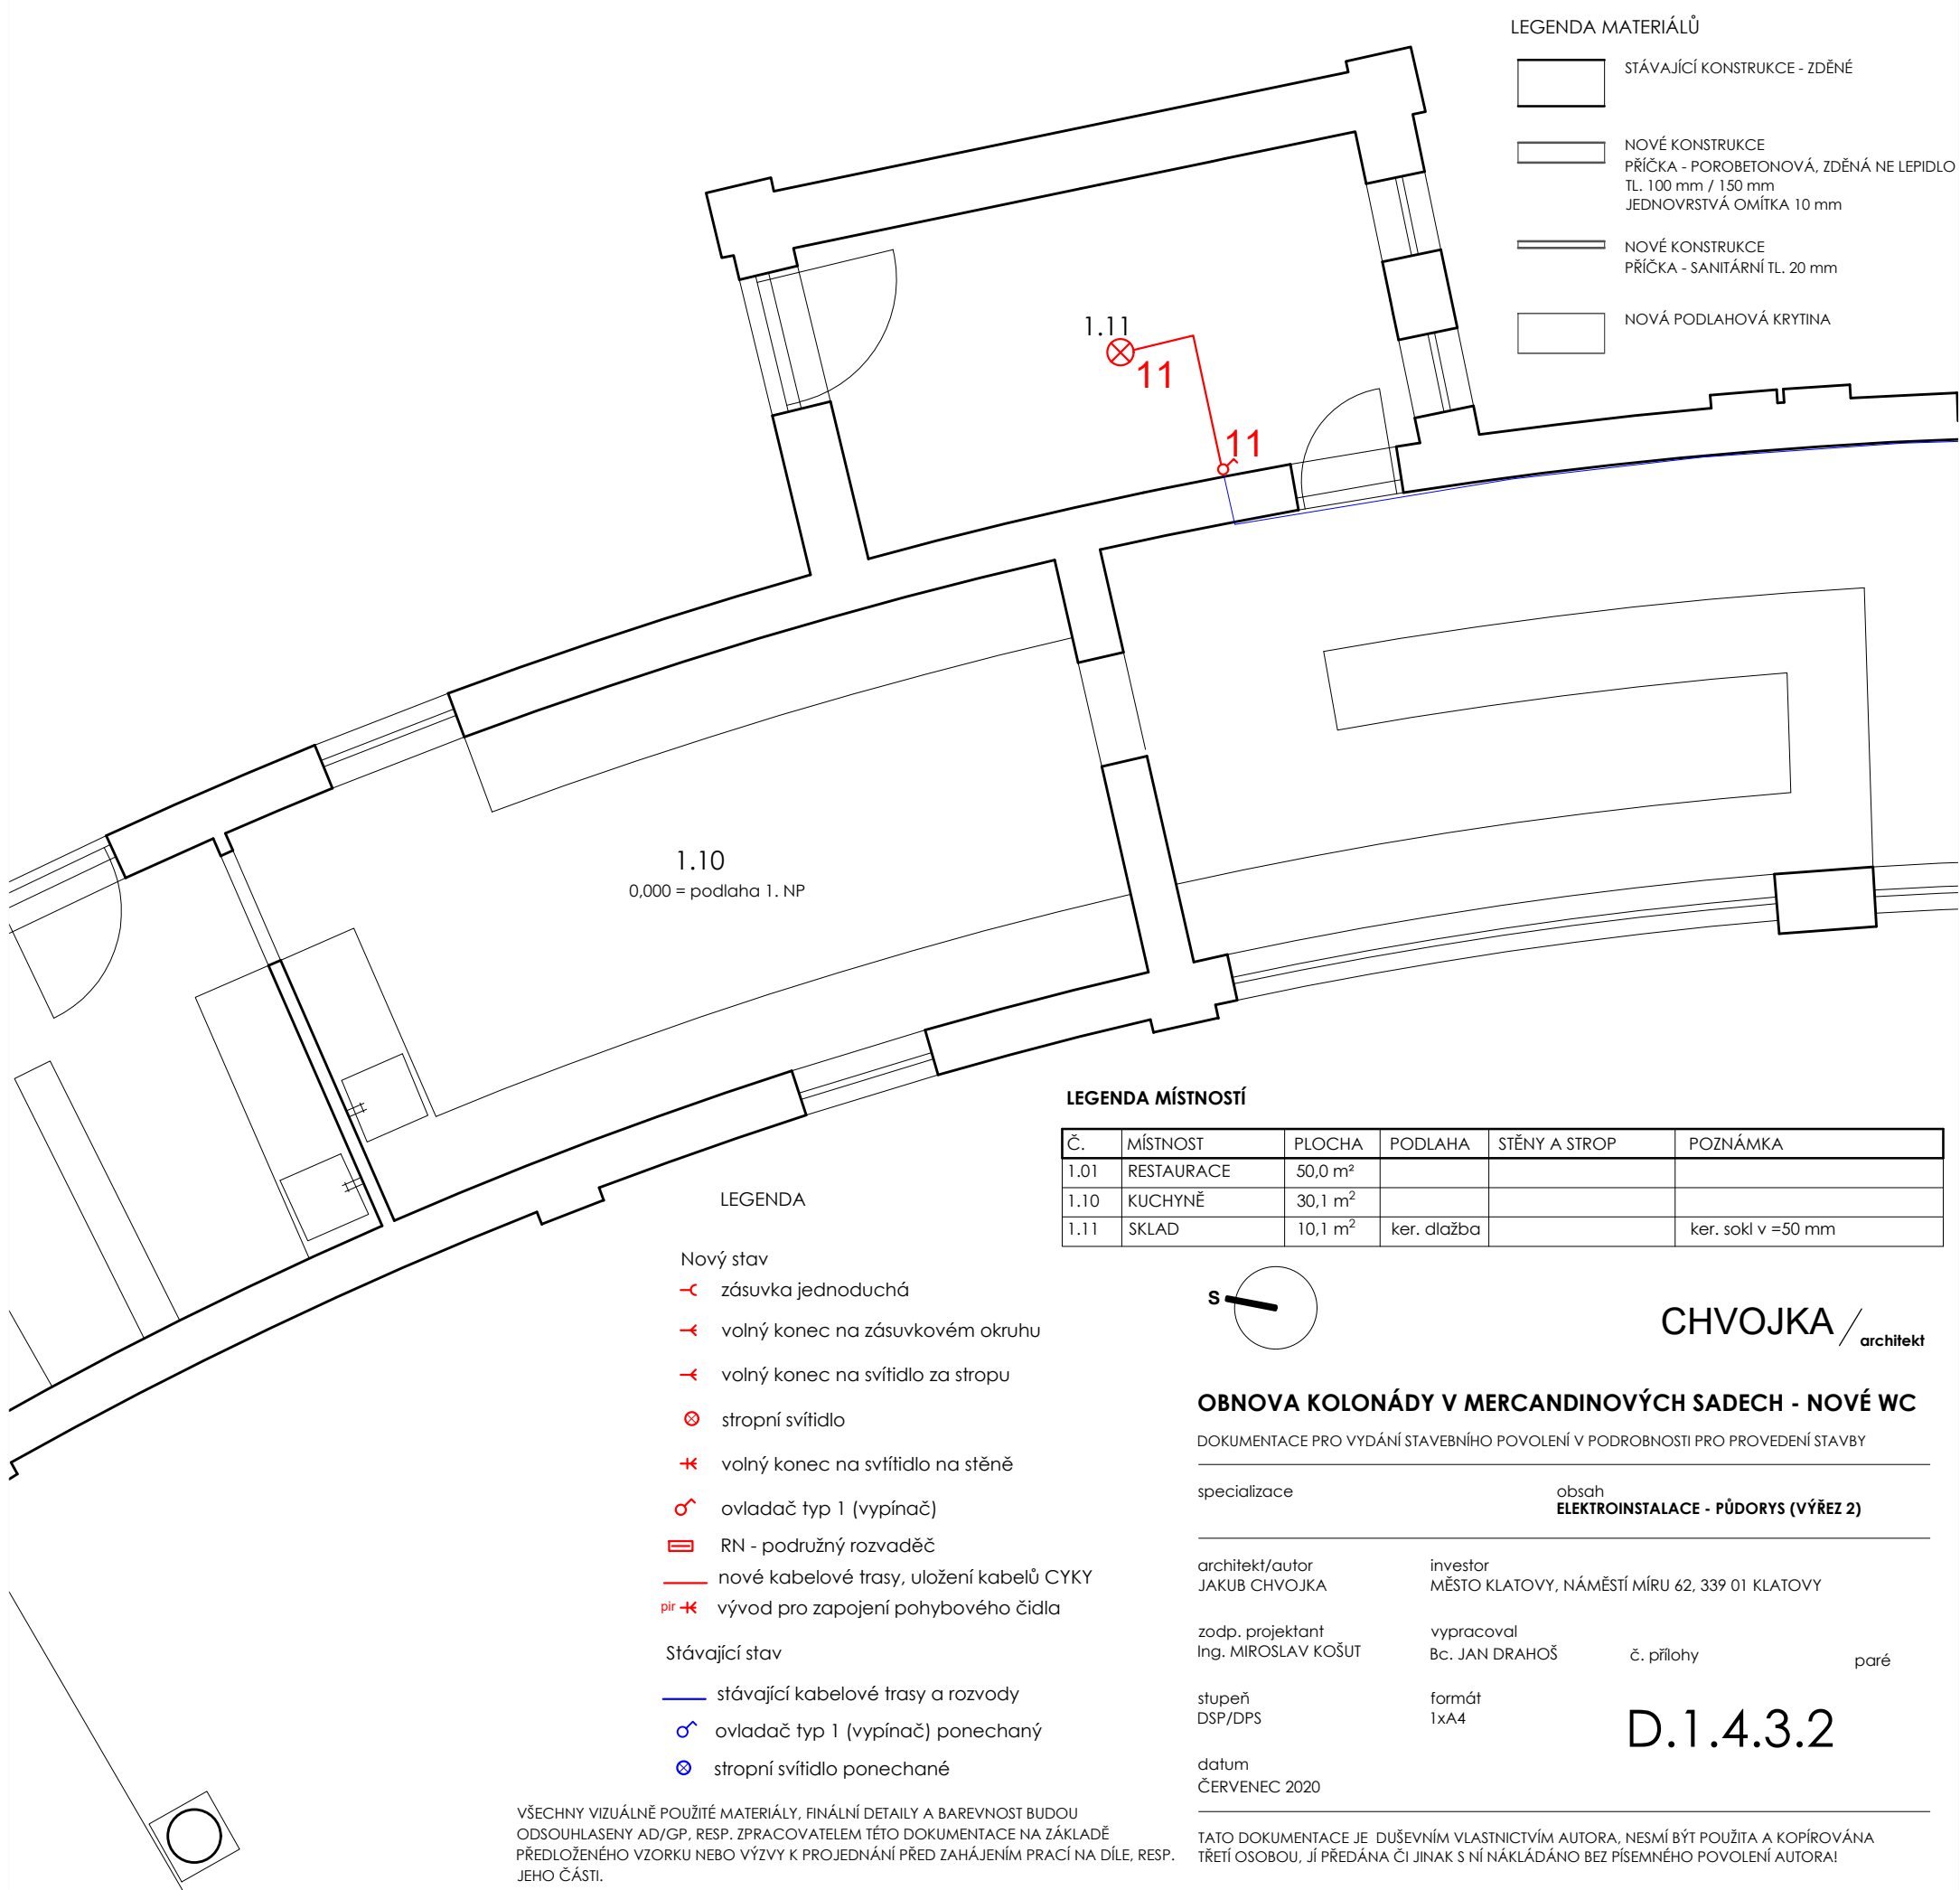 LEGENDA MATERIÁLŮ
STÁVAJÍCÍ KONSTRUKCE - ZDĚNÉ
NOVÉ KONSTRUKCE
PŘÍČKA - POROBETONOVÁ, ZDĚNÁ NE LEPIDLO
TL. 100 mm / 150 mm
JEDNOVRSTVÁ OMÍTKA 10 mm
NOVÉ KONSTRUKCE
PŘÍČKA - SANITÁRNÍ TL. 20 mm
NOVÁ PODLAHOVÁ KRYTINA
1.11
11
11
1.10
0,000 = podlaha 1. NP
LEGENDA MÍSTNOSTÍ
Č. MÍSTNOST PLOCHA PODLAHA STĚNY A STROP POZNÁMKA
1.01 RESTAURACE 50,0 m²
1.10 KUCHYNĚ 30,1 m²
1.11 SKLAD 10,1 m² ker. dlažba ker. sokl v =50 mm
LEGENDA
Nový stav
zásuvka jednoduchá
volný konec na zásuvkovém okruhu
volný konec na svítidlo za stropu
stropní svítidlo
volný konec na svtítidlo na stěně
ovladač typ 1 (vypínač)
RN - podružný rozvaděč
nové kabelové trasy, uložení kabelů CYKY
pir vývod pro zapojení pohybového čidla
Stávající stav
stávající kabelové trasy a rozvody
ovladač typ 1 (vypínač) ponechaný
stropní svítidlo ponechané
VŠECHNY VIZUÁLNĚ POUŽITÉ MATERIÁLY, FINÁLNÍ DETAILY A BAREVNOST BUDOU
ODSOUHLASENY AD/GP, RESP. ZPRACOVATELEM TÉTO DOKUMENTACE NA ZÁKLADĚ
PŘEDLOŽENÉHO VZORKU NEBO VÝZVY K PROJEDNÁNÍ PŘED ZAHÁJENÍM PRACÍ NA DÍLE, RESP.
JEHO ČÁSTI.
S
CHVOJKA / architekt
OBNOVA KOLONÁDY V MERCANDINOVÝCH SADECH - NOVÉ WC
DOKUMENTACE PRO VYDÁNÍ STAVEBNÍHO POVOLENÍ V PODROBNOSTI PRO PROVEDENÍ STAVBY
specializace obsah
ELEKTROINSTALACE - PŮDORYS (VÝŘEZ 2)
architekt/autor investor
JAKUB CHVOJKA MĚSTO KLATOVY, NÁMĚSTÍ MÍRU 62, 339 01 KLATOVY
zodp. projektant vypracoval
Ing. MIROSLAV KOŠUT Bc. JAN DRAHOŠ č. přílohy paré
stupeň formát
DSP/DPS 1xA4
D.1.4.3.2
datum
ČERVENEC 2020
TATO DOKUMENTACE JE DUŠEVNÍM VLASTNICTVÍM AUTORA, NESMÍ BÝT POUŽITA A KOPÍROVÁNA
TŘETÍ OSOBOU, JÍ PŘEDÁNA ČI JINAK S NÍ NÁKLÁDÁNO BEZ PÍSEMNÉHO POVOLENÍ AUTORA!